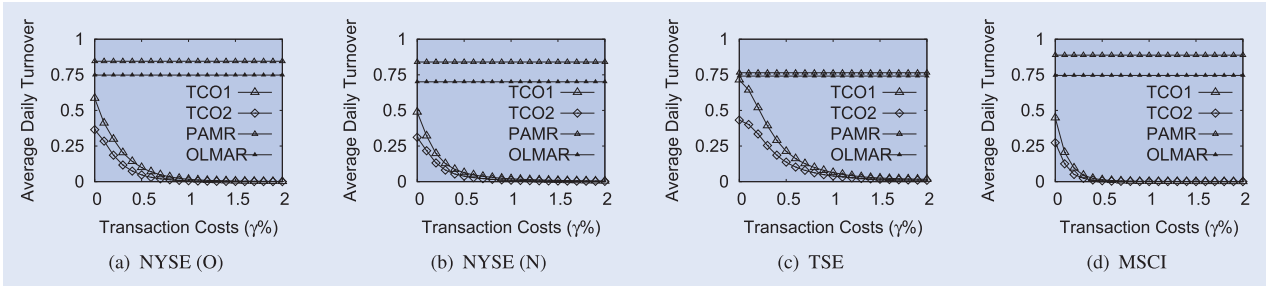 Average Daily Turnover
1
0.75
0.5
0.25
0
TCO1
TCO2
PAMR
OLMAR
0 0.5 1 1.5 2
Transaction Costs (γ%)
(a) NYSE (O)
Average Daily Turnover
1
0.75
0.5
0.25
0
TCO1
TCO2
PAMR
OLMAR
0 0.5 1 1.5 2
Transaction Costs (γ%)
(b) NYSE (N)
Average Daily Turnover
1
0.75
0.5
0.25
0
TCO1
TCO2
PAMR
OLMAR
0 0.5 1 1.5 2
Transaction Costs (γ%)
(c) TSE
Average Daily Turnover
1
0.75
0.5
0.25
0
TCO1
TCO2
PAMR
OLMAR
0 0.5 1 1.5 2
Transaction Costs (γ%)
(d) MSCI